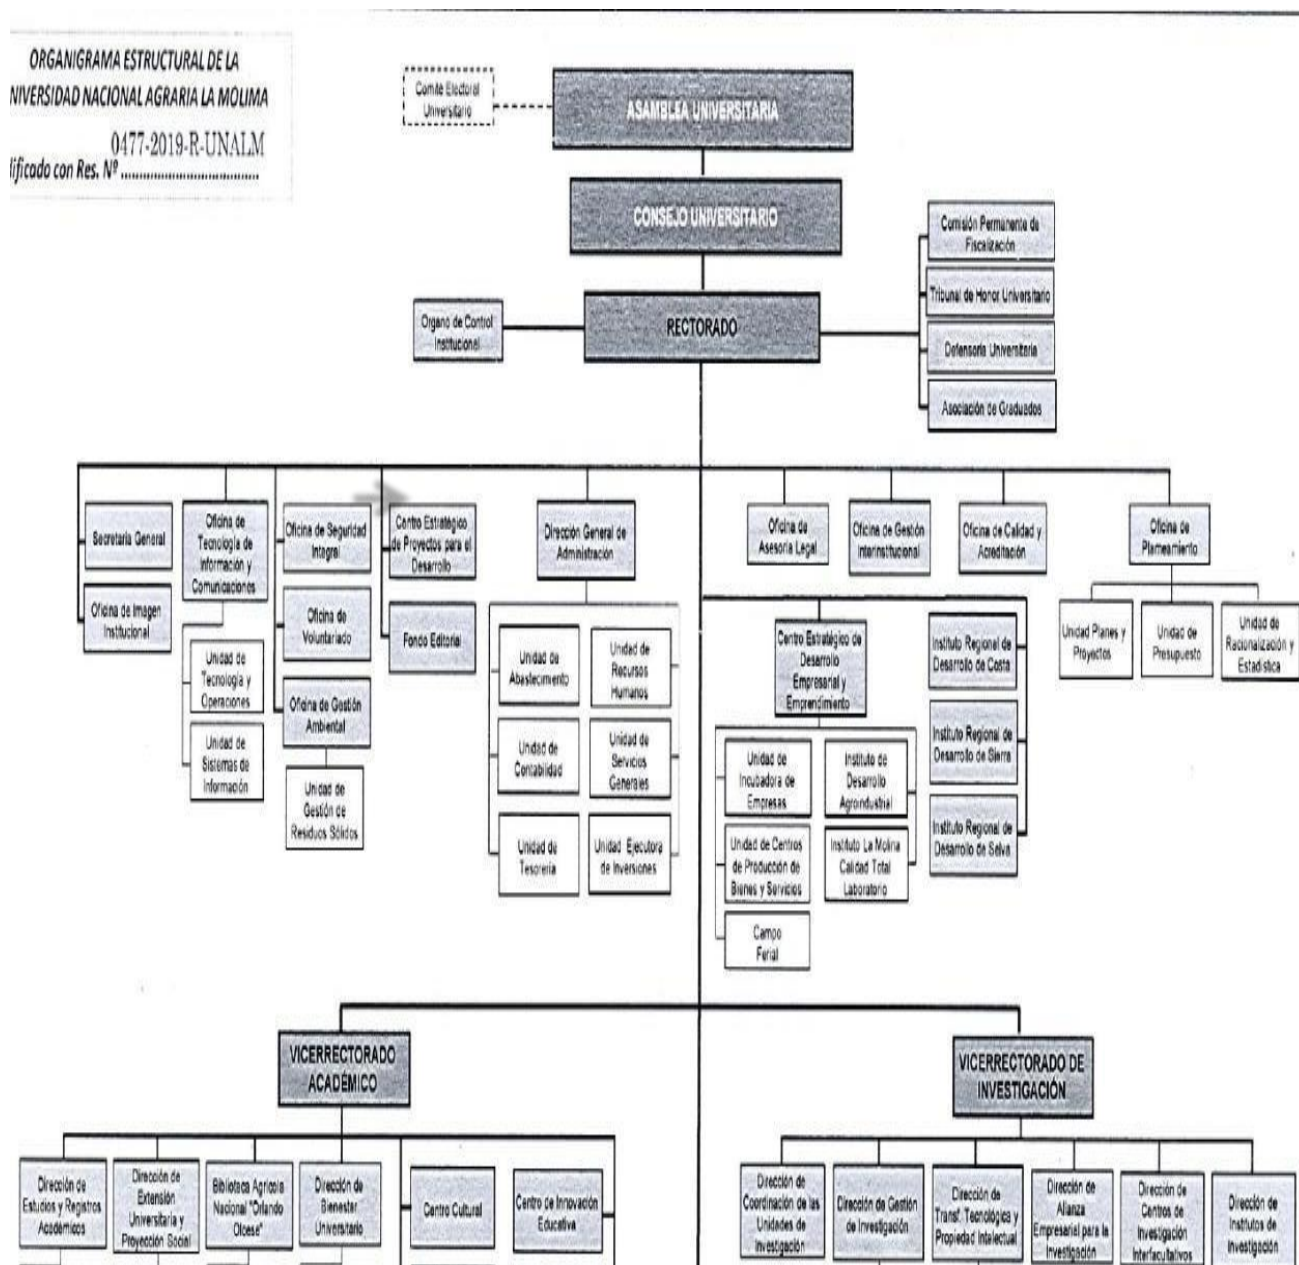 ORGANIGRAMA ESTRUCTURAL DE LA
NIVERSIDAD NACIONAL AGRARIA LA MOLINA
0477-2019-R-UNALM
ificado con Res. Nº
Comité Electoral
Universitario
ASAMBLEA UNIVERSITARIA
CONSEJO UNIVERSITARIO
RECTORADO
Organo de Control
Institucional
Comisión Permanente de
Fiscalización
Tribunal de Honor Universitario
Defensoría Universitaria
Asociación de Graduados
Secretaria General
Oficina de Imagen
Institucional
Oficina de
Tecnología de
Información y
Comunicaciones
Unidad de
Tecnología y
Operaciones
Unidad de
Sistemas de
Información
Oficina de Seguridad
Integral
Oficina de
Voluntariado
Oficina de Gestión
Ambiental
Unidad de
Gestión de
Residuos Sólidos
Centro Estratégico
de Proyectos para el
Desarrollo
Fondo Editorial
Dirección General de
Administración
Unidad de
Abastecimiento
Unidad de
Recursos
Humanos
Unidad de
Contabilidad
Unidad de
Servicios
Generales
Unidad de
Tesorería
Unidad Ejecutora
de Inversiones
Oficina de
Asesoria Legal
Oficina de Gestión
Interinstitucional
Oficina de Calidad y
Acreditación
Oficina de
Planeamiento
Unidad Planes y
Proyectos
Unidad de
Presupuesto
Unidad de
Racionalización y
Estadística
Centro Estratégico de
Desarrollo
Empresarial y
Emprendimiento
Unidad de
Incubadora de
Empresas
Instituto de
Desarrollo
Agroindustrial
Unidad de Centros
de Producción de
Bienes y Servicios
Instituto La Molina
Calidad Total
Laboratorio
Campo
Ferial
Instituto Regional de
Desarrollo de Costa
Instituto Regional de
Desarrollo de Sierra
Instituto Regional de
Desarrollo de Selva
VICERRECTORADO
ACADÉMICO
Dirección de
Estudios y Registros
Académicos
Dirección de
Extensión
Universitaria y
Proyección Social
Biblioteca Agrícola
Nacional "Orlando
Olcese"
Dirección de
Bienestar
Universitario
Centro Cultural
Centro de Innovación
Educativa
VICERRECTORADO DE
INVESTIGACIÓN
Dirección de
Coordinación de las
Unidades de
Investigación
Dirección de Gestión
de Investigación
Dirección de
Transf. Tecnológica y
Propiedad Intelectual
Dirección de
Alianza
Empresarial para la
Investigación
Dirección de
Centros de
Investigación
Interfacultativos
Dirección de
Institutos de
Investigación